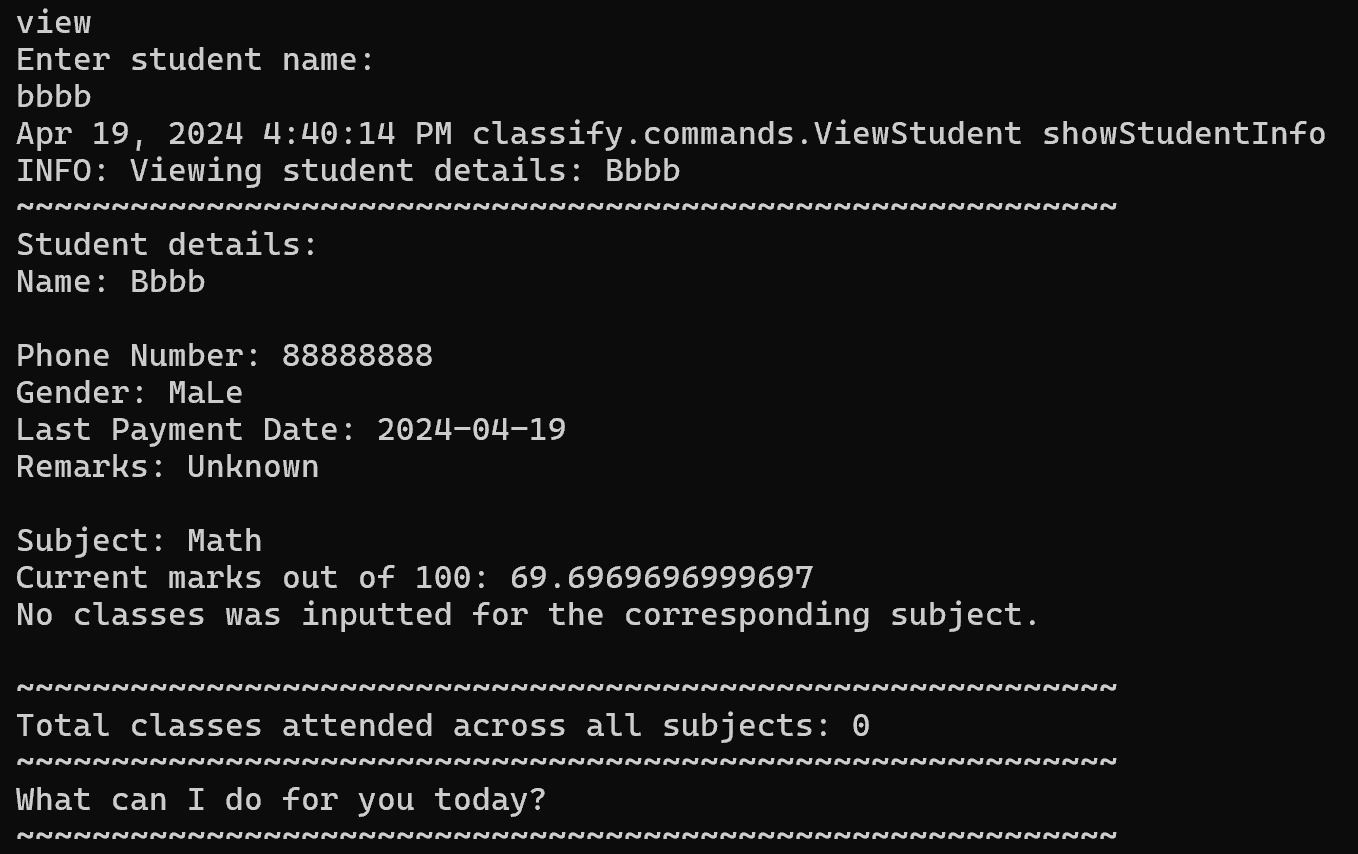 view
Enter student name:
bbbb
Apr 19, 2024 4:40:14 PM classify.commands.ViewStudent showStudentInfo
INFO: Viewing student details: Bbbb
~~~~~~~~~~~~~~~~~~~~~~~~~~~~~~~~~~~~~~~~~~~~~~~~~~~~~~~~~~
Student details:
Name: Bbbb
Phone Number: 88888888
Gender: MaLe
Last Payment Date: 2024-04-19
Remarks: Unknown
Subject: Math
Current marks out of 100: 69.6969696999697
No classes was inputted for the corresponding subject.
~~~~~~~~~~~~~~~~~~~~~~~~~~~~~~~~~~~~~~~~~~~~~~~~~~~~~~~~~~
Total classes attended across all subjects: 0
~~~~~~~~~~~~~~~~~~~~~~~~~~~~~~~~~~~~~~~~~~~~~~~~~~~~~~~~~~
What can I do for you today?
~~~~~~~~~~~~~~~~~~~~~~~~~~~~~~~~~~~~~~~~~~~~~~~~~~~~~~~~~~